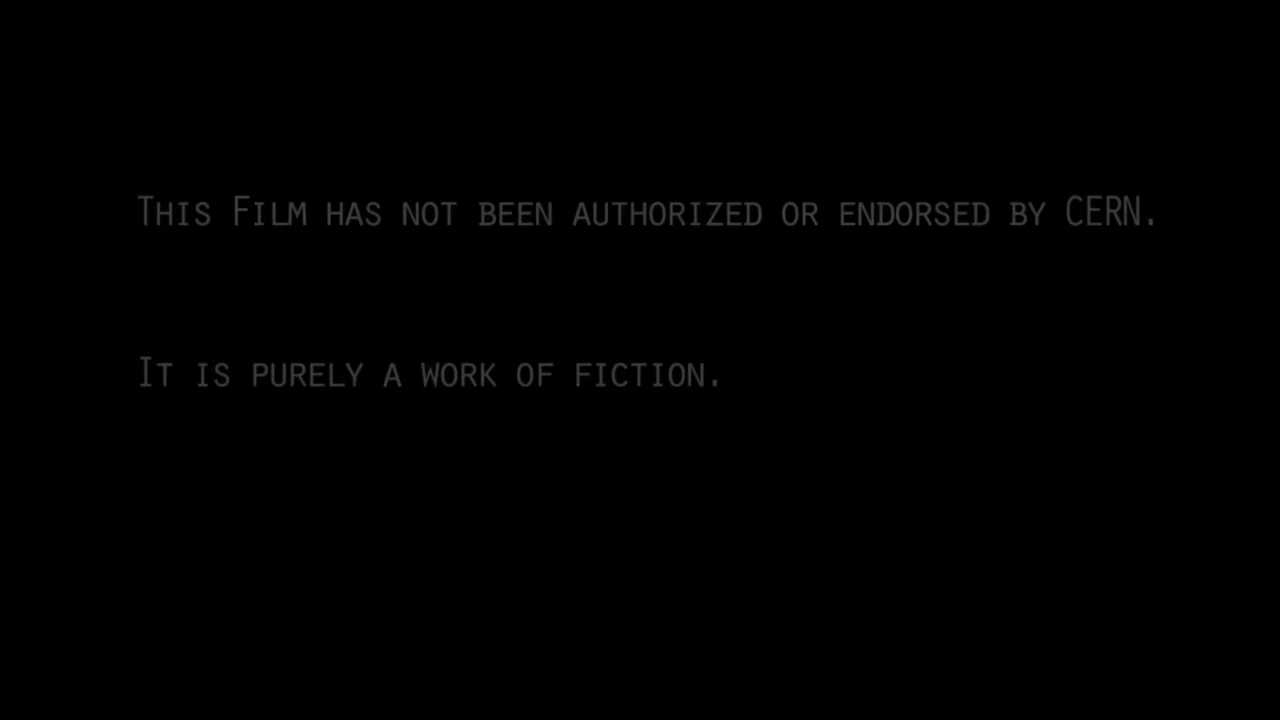 This Film has not been authorized or endorsed by CERN.
It is purely a work of fiction.